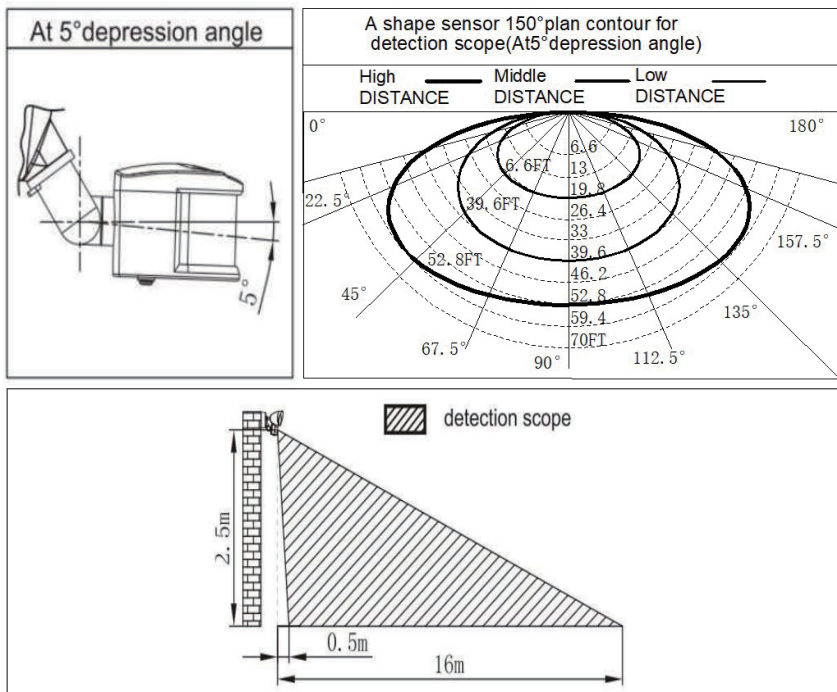 At 5°depression angle
5°
A shape sensor 150°plan contour for
detection scope(At5°depression angle)
High DISTANCE
Middle DISTANCE
Low DISTANCE
0°
180°
6.6
6.6FT
13
19.8
22.5°
39.6FT
26.4
33
157.5°
39.6
52.8FT
46.2
45°
52.8
135°
59.4
67.5°
70FT
112.5°
90°
detection scope
2.5m
0.5m
16m